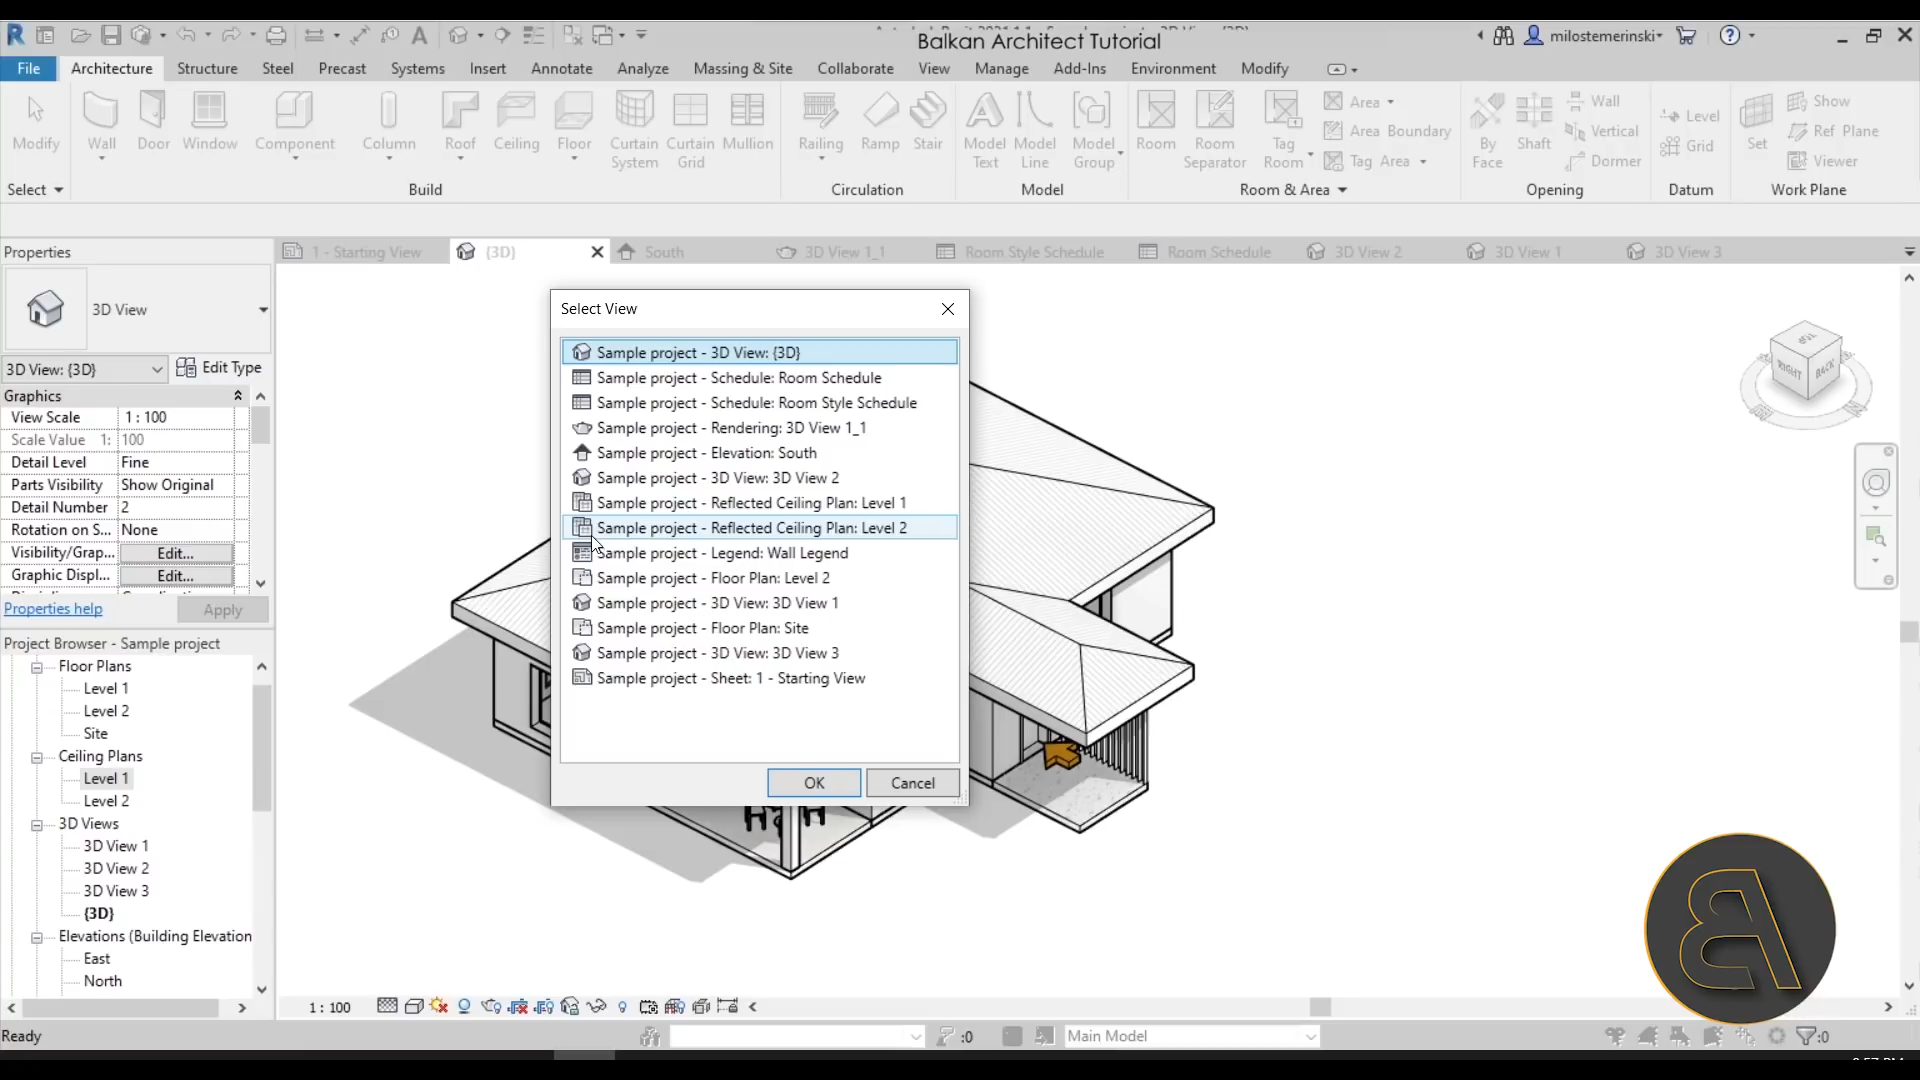 Balkan Architect Tutorial
milostemerinski
File Architecture Structure Steel Precast Systems Insert Annotate Analyze Massing & Site Collaborate View Manage Add-Ins Environment Modify
Modify Wall Door Window Component Column Roof Ceiling Floor Curtain System Curtain Grid Mullion Railing Ramp Stair Model Text Model Line Model Group Room Room Separator Tag Room
Area
Area Boundary
Tag Area
By Face Shaft
Wall
Vertical
Dormer
Level
Grid
Set
Show
Ref Plane
Viewer
Select Build Circulation Model Room & Area Opening Datum Work Plane
Properties
1 - Starting View {3D} South 3D View 1_1 Room Style Schedule Room Schedule 3D View 2 3D View 1 3D View 3
3D View
3D View: {3D} Edit Type
Graphics
View Scale 1 : 100
Scale Value 1: 100
Detail Level Fine
Parts Visibility Show Original
Detail Number 2
Rotation on S... None
Visibility/Grap... Edit...
Graphic Displ... Edit...
Properties help Apply
Project Browser - Sample project
Floor Plans
Level 1
Level 2
Site
Ceiling Plans
Level 1
Level 2
3D Views
3D View 1
3D View 2
3D View 3
{3D}
Elevations (Building Elevation
East
North
Select View
Sample project - 3D View: {3D}
Sample project - Schedule: Room Schedule
Sample project - Schedule: Room Style Schedule
Sample project - Rendering: 3D View 1_1
Sample project - Elevation: South
Sample project - 3D View: 3D View 2
Sample project - Reflected Ceiling Plan: Level 1
Sample project - Reflected Ceiling Plan: Level 2
Sample project - Legend: Wall Legend
Sample project - Floor Plan: Level 2
Sample project - 3D View: 3D View 1
Sample project - Floor Plan: Site
Sample project - 3D View: 3D View 3
Sample project - Sheet: 1 - Starting View
OK Cancel
TOP
RIGHT BACK
1 : 100
Ready :0 Main Model :0